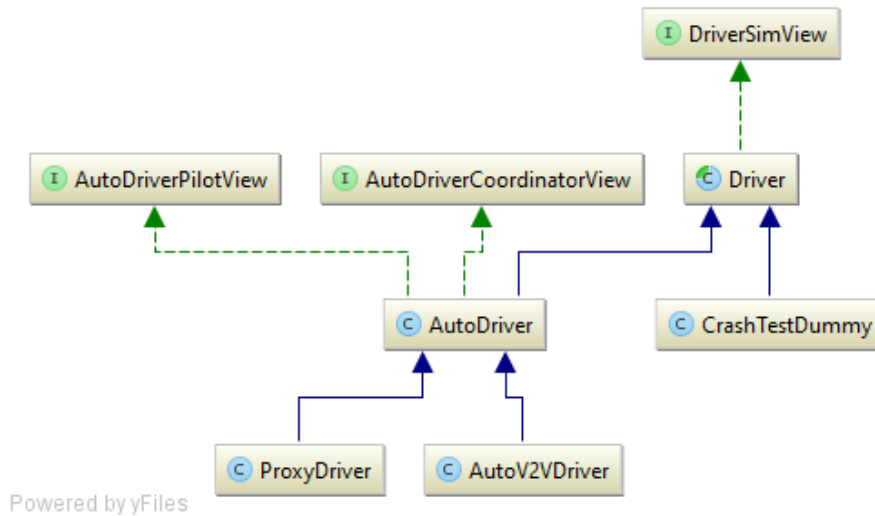 I DriverSimView
I AutoDriverPilotView
I AutoDriverCoordinatorView
C Driver
C AutoDriver
C CrashTestDummy
C ProxyDriver
C AutoV2VDriver
Powered by yFiles